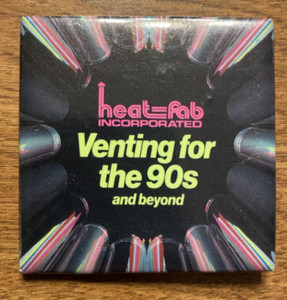 heat-fab
INCORPORATED
Venting for
the 90s
and beyond